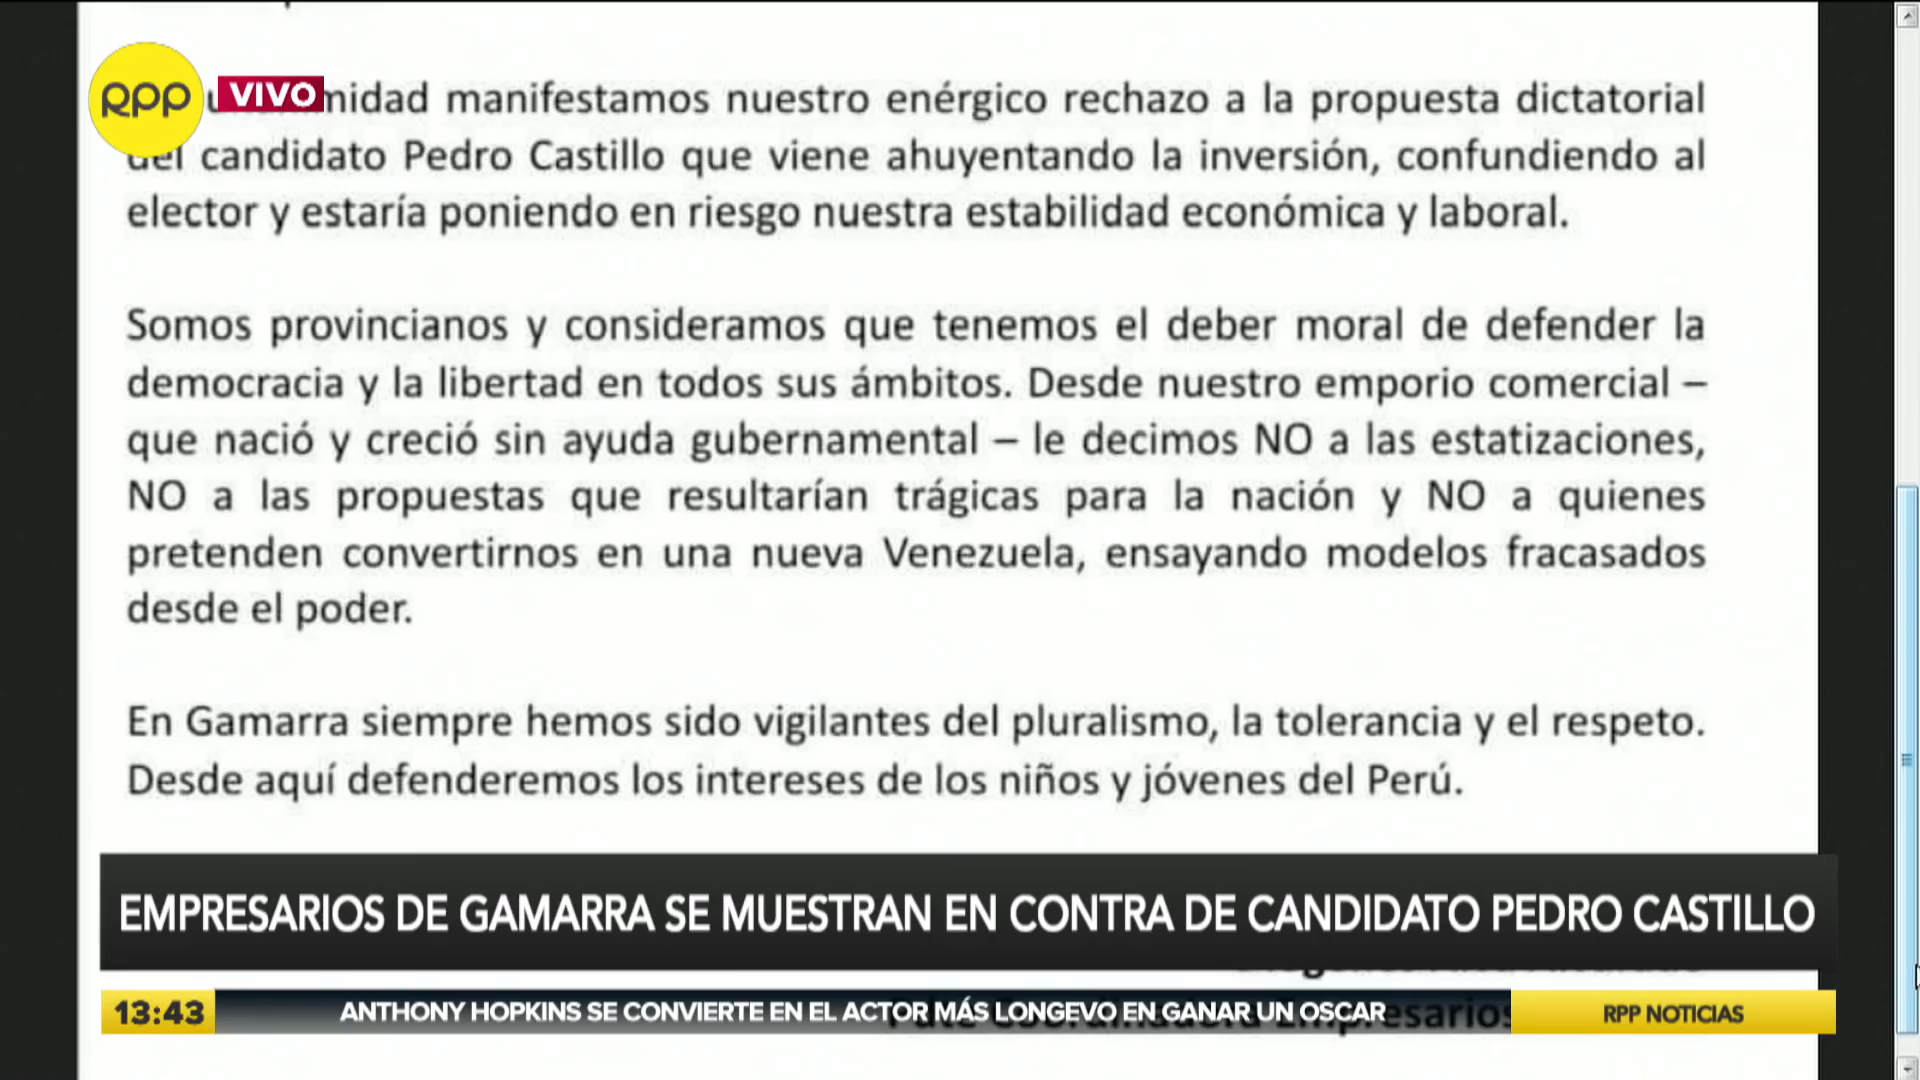 RPP VIVO
midad manifestamos nuestro enérgico rechazo a la propuesta dictatorial
del candidato Pedro Castillo que viene ahuyentando la inversión, confundiendo al
elector y estaría poniendo en riesgo nuestra estabilidad económica y laboral.
Somos provincianos y consideramos que tenemos el deber moral de defender la
democracia y la libertad en todos sus ámbitos. Desde nuestro emporio comercial –
que nació y creció sin ayuda gubernamental – le decimos NO a las estatizaciones,
NO a las propuestas que resultarían trágicas para la nación y NO a quienes
pretenden convertirnos en una nueva Venezuela, ensayando modelos fracasados
desde el poder.
En Gamarra siempre hemos sido vigilantes del pluralismo, la tolerancia y el respeto.
Desde aquí defenderemos los intereses de los niños y jóvenes del Perú.
EMPRESARIOS DE GAMARRA SE MUESTRAN EN CONTRA DE CANDIDATO PEDRO CASTILLO
13:43 ANTHONY HOPKINS SE CONVIERTE EN EL ACTOR MÁS LONGEVO EN GANAR UN OSCAR RPP NOTICIAS